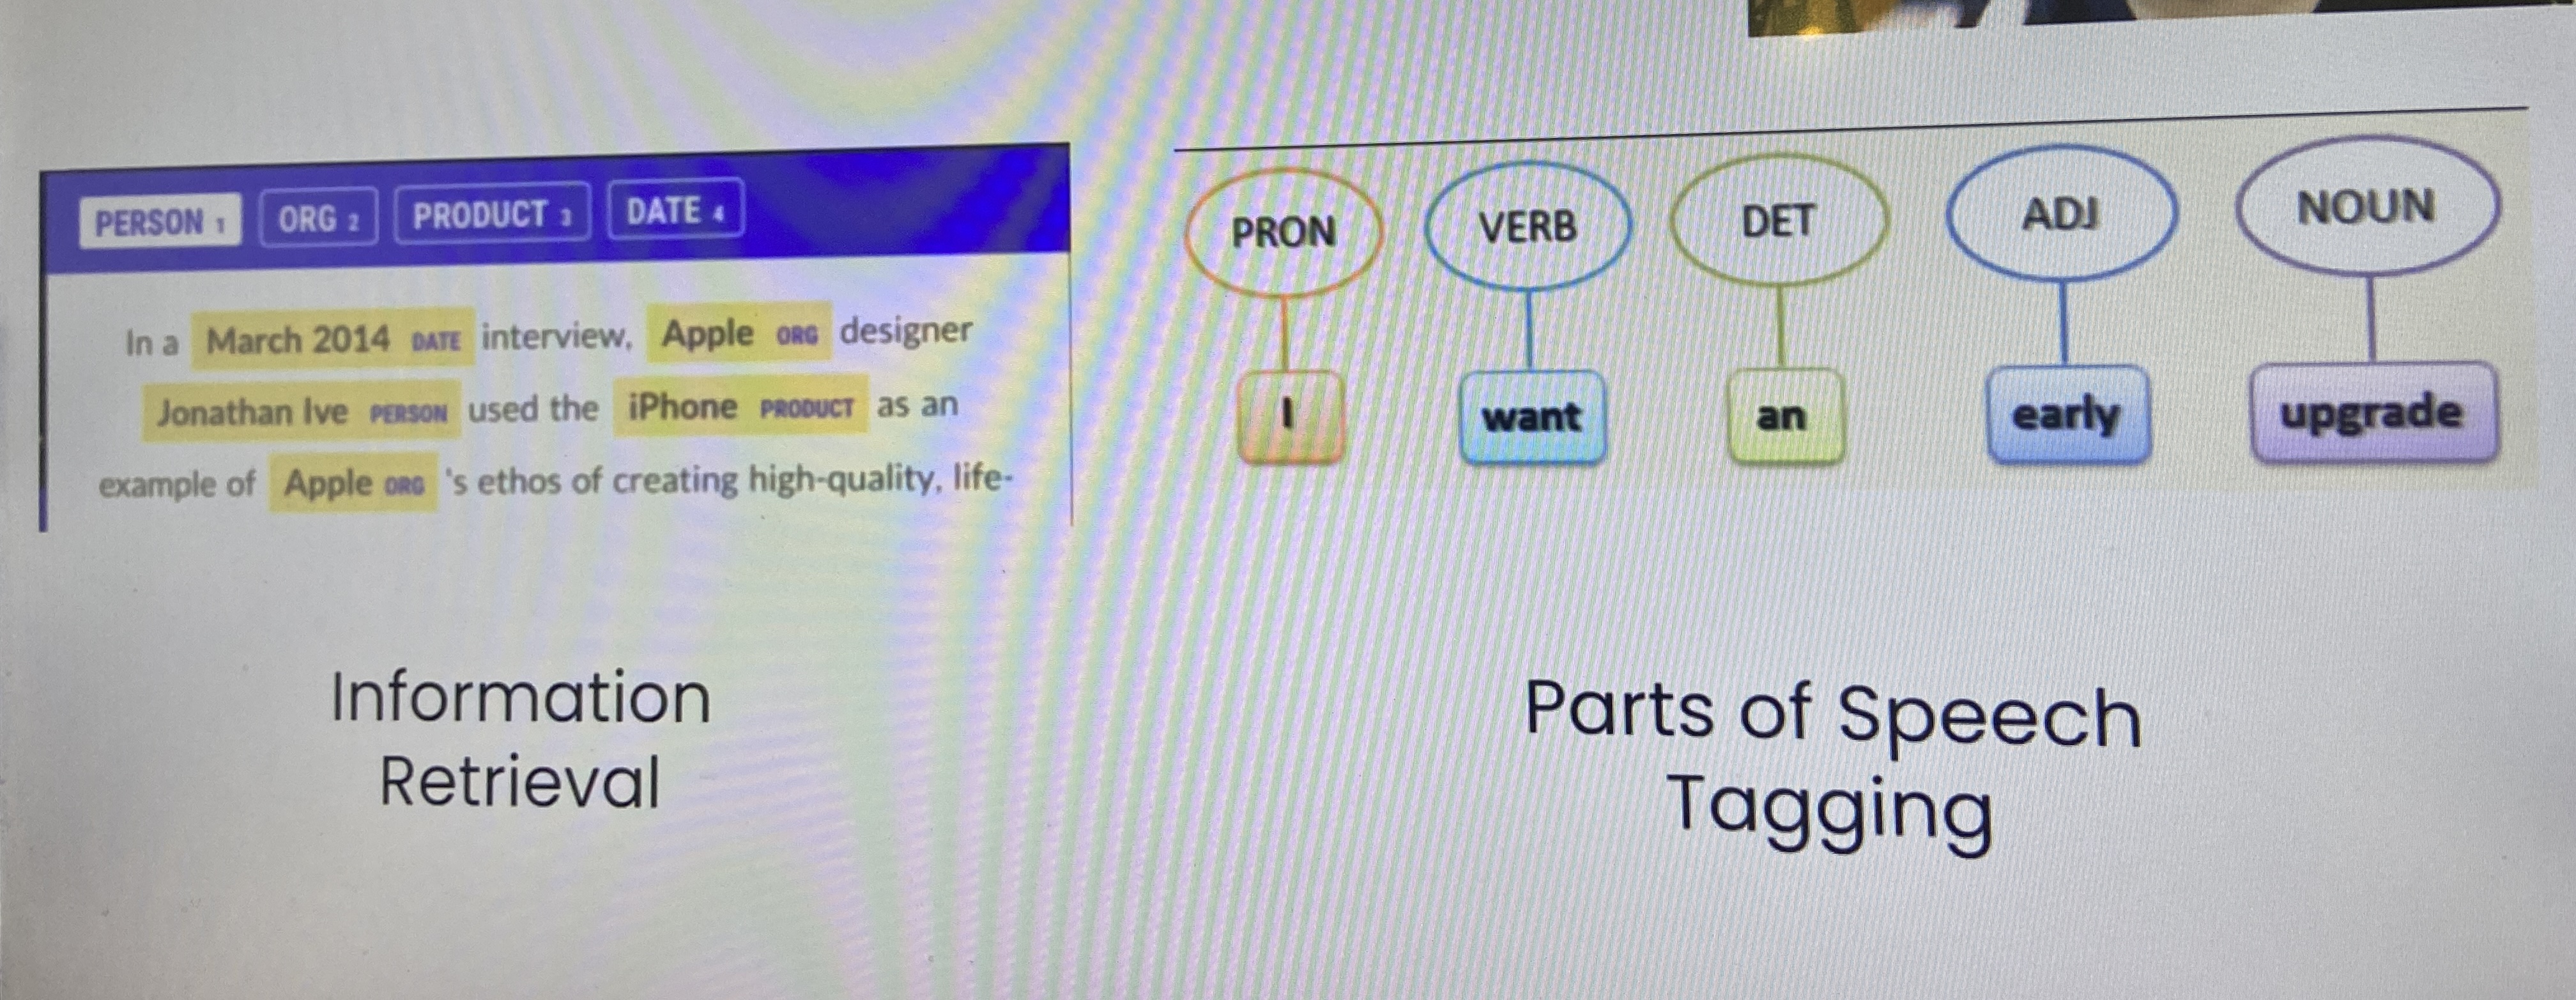 PERSON 1 ORG 2 PRODUCT 3 DATE 4
In a March 2014 DATE interview, Apple ORG designer
Jonathan Ive PERSON used the iPhone PRODUCT as an
example of Apple ORG 's ethos of creating high-quality, life-
Information
Retrieval
PRON VERB DET ADJ NOUN
I want an early upgrade
Parts of Speech
Tagging